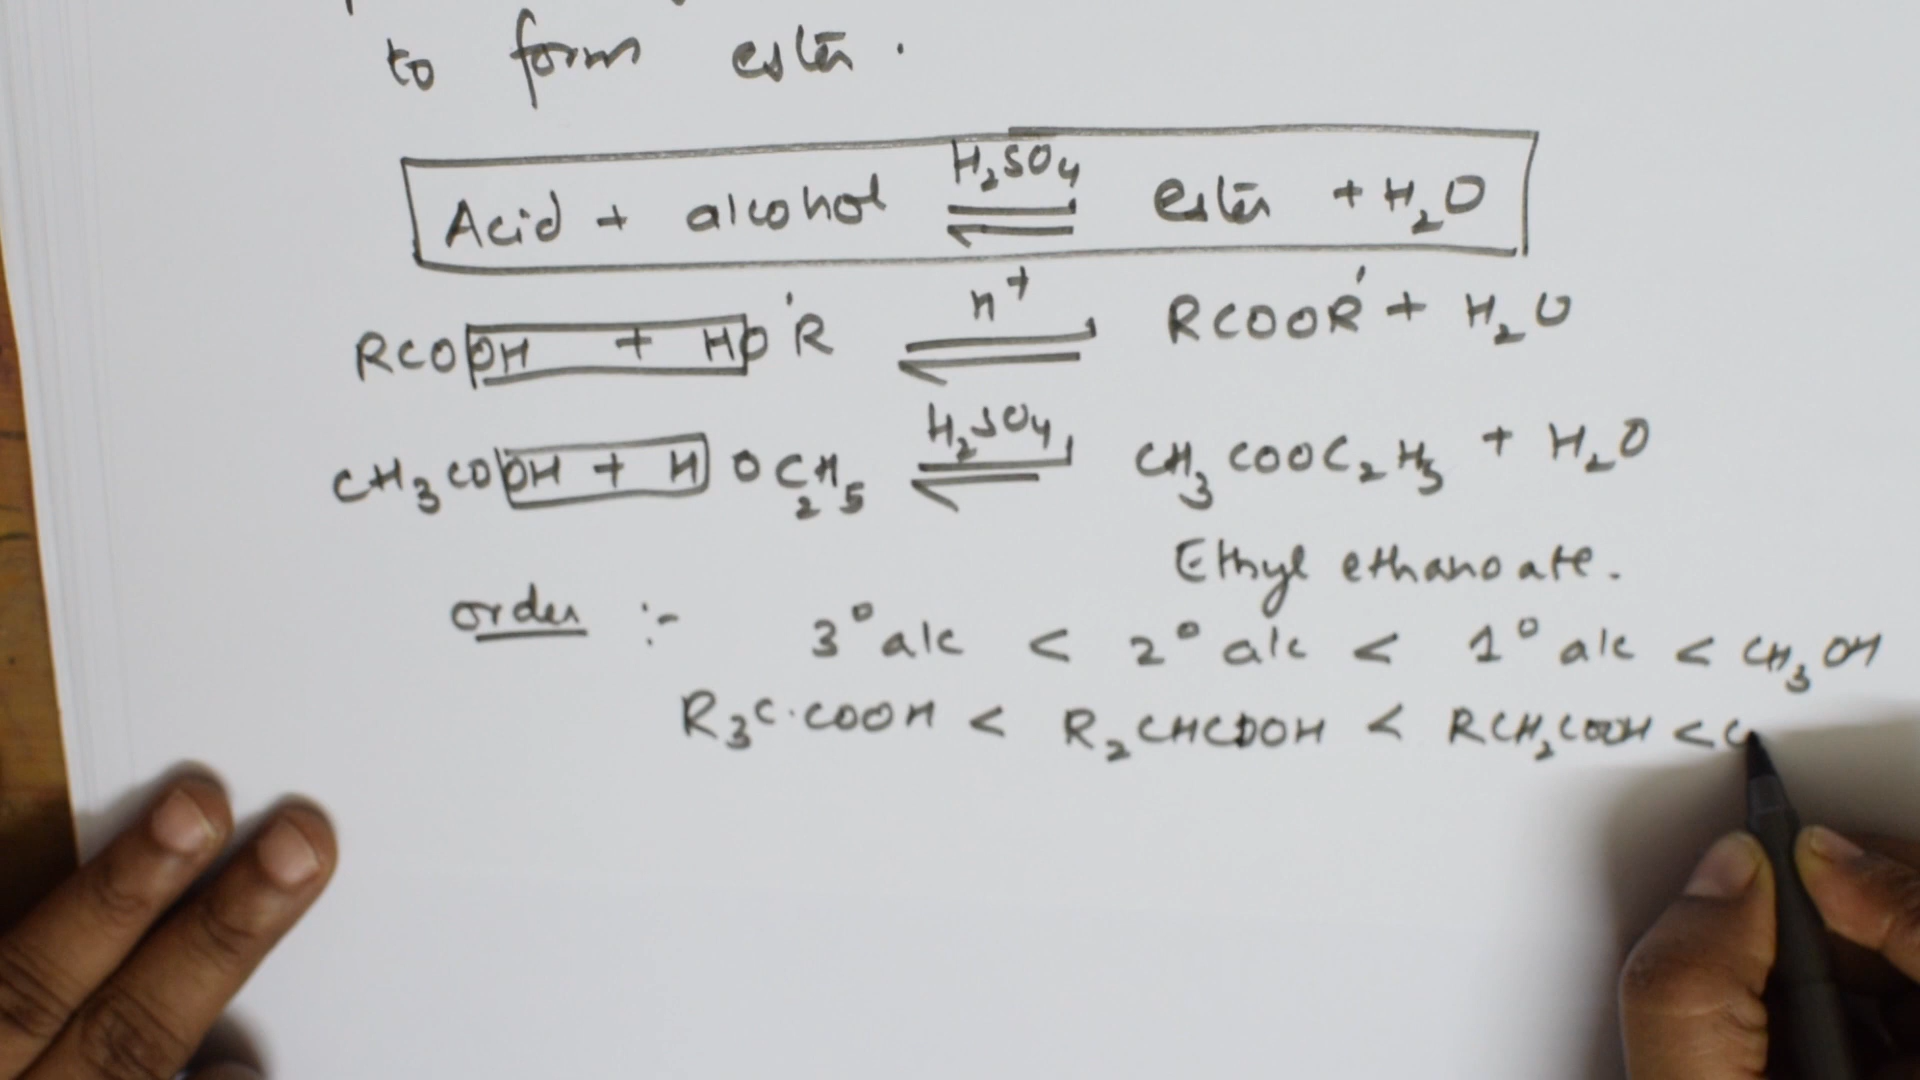 to form ester.
Acid + alcohol ⇌ H₂SO₄ ester + H₂O
RCOOH + HOR' ⇌ H⁺ RCOOR' + H₂O
CH₃COOH + HOC₂H₅ ⇌ H₂SO₄ CH₃COOC₂H₅ + H₂O
Ethyl ethanoate.
order :- 3° alc < 2° alc < 1° alc < CH₃OH
R₃C.COOH < R₂CHCOOH < RCH₂COOH < C